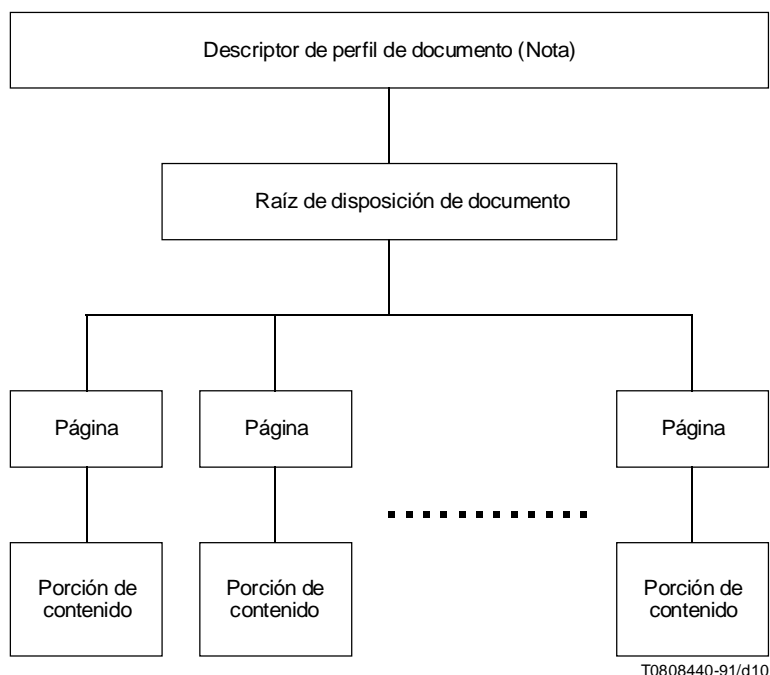 Descriptor de perfil de documento (Nota)
Raíz de disposición de documento
Página
Página
Página
Porción de
contenido
Porción de
contenido
Porción de
contenido
T0808440-91/d10